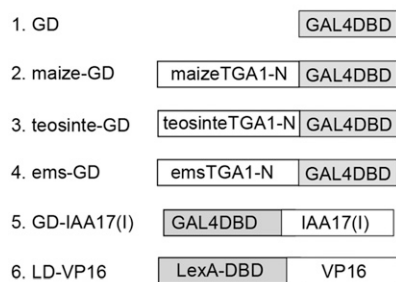 1. GD GAL4DBD
2. maize-GD maizeTGA1-N GAL4DBD
3. teosinte-GD teosinteTGA1-N GAL4DBD
4. ems-GD emsTGA1-N GAL4DBD
5. GD-IAA17(I) GAL4DBD IAA17(I)
6. LD-VP16 LexA-DBD VP16